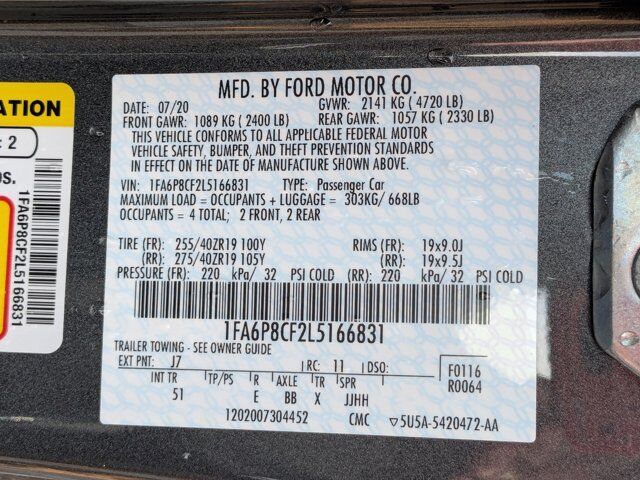 MFD. BY FORD MOTOR CO.
DATE: 07/20 GVWR: 2141 KG ( 4720 LB)
FRONT GAWR: 1089 KG ( 2400 LB) REAR GAWR: 1057 KG ( 2330 LB)
THIS VEHICLE CONFORMS TO ALL APPLICABLE FEDERAL MOTOR
VEHICLE SAFETY, BUMPER, AND THEFT PREVENTION STANDARDS
IN EFFECT ON THE DATE OF MANUFACTURE SHOWN ABOVE.
VIN: 1FA6P8CF2L5166831 TYPE: Passenger Car
MAXIMUM LOAD = OCCUPANTS + LUGGAGE = 303KG/ 668LB
OCCUPANTS = 4 TOTAL; 2 FRONT, 2 REAR
TIRE (FR): 255/40ZR19 100Y RIMS (FR): 19x9.0J
(RR): 275/40ZR19 105Y (RR): 19x9.5J
PRESSURE (FR): 220 kPa/ 32 PSI COLD (RR): 220 kPa/ 32 PSI COLD
1FA6P8CF2L5166831
TRAILER TOWING - SEE OWNER GUIDE
EXT PNT: J7 RC: 11 DSO: F0116
INT TR TP/PS R AXLE TR SPR R0064
51 E BB X JJHH
1202007304452 CMC ▽5U5A-5420472-AA
ATION
: 2
os.
1FA6P8CF2L5166831